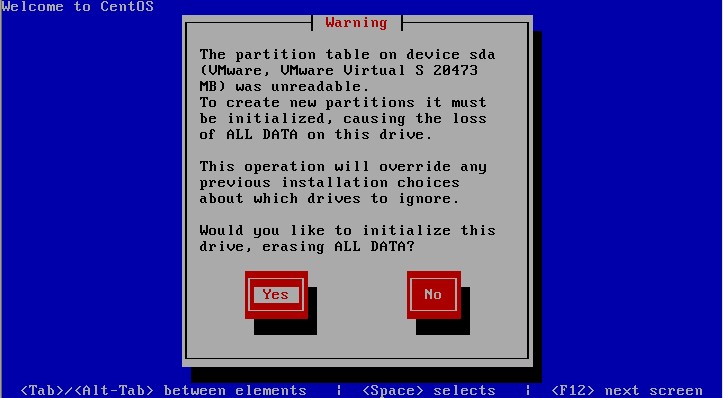 Welcome to CentOS
Warning
The partition table on device sda
(VMware, VMware Virtual S 20473
MB) was unreadable.
To create new partitions it must
be initialized, causing the loss
of ALL DATA on this drive.
This operation will override any
previous installation choices
about which drives to ignore.
Would you like to initialize this
drive, erasing ALL DATA?
Yes No
<Tab>/<Alt-Tab> between elements | <Space> selects | <F12> next screen